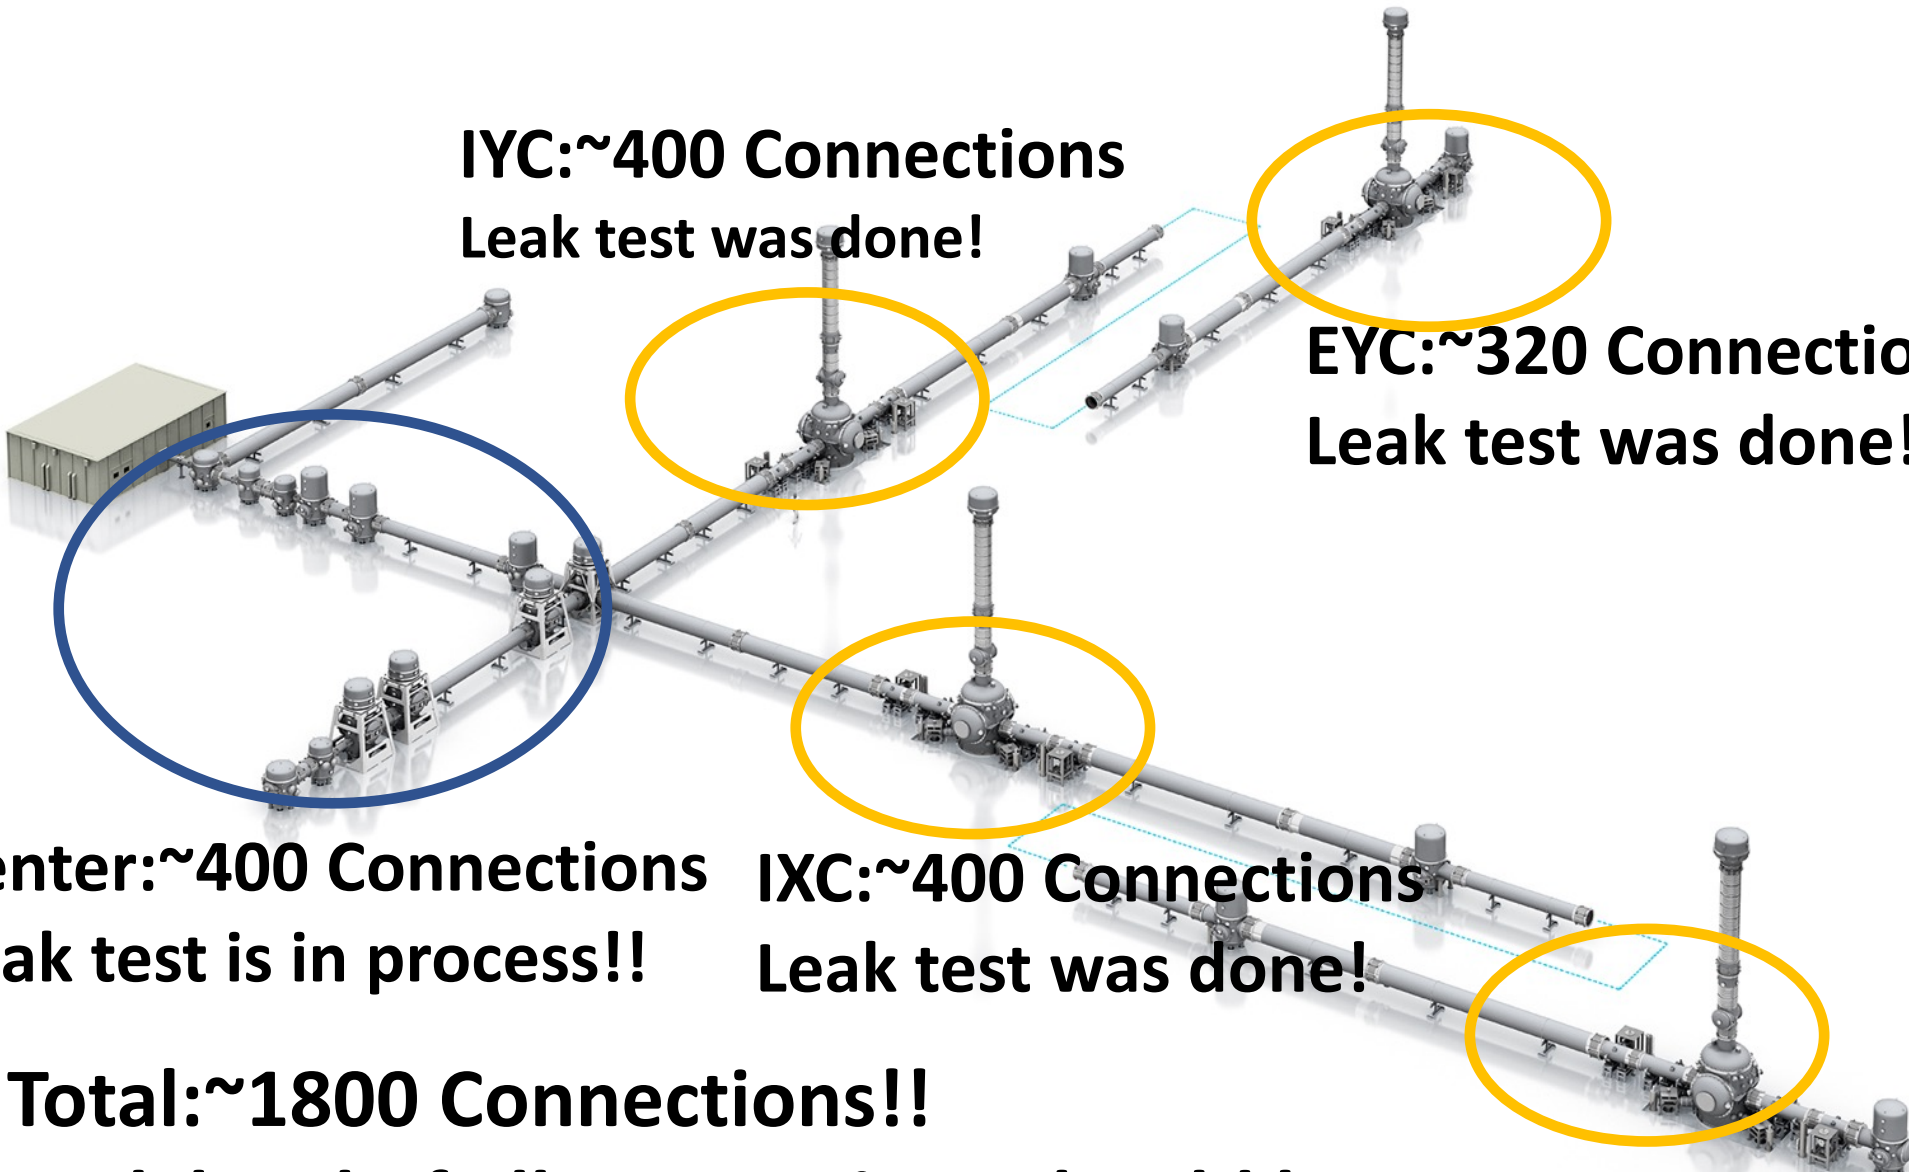 IYC:~400 Connections
Leak test was done!
EYC:~320 Connectio
Leak test was done!
enter:~400 Connections
ak test is in process!!
IXC:~400 Connections
Leak test was done!
Total:~1800 Connections!!